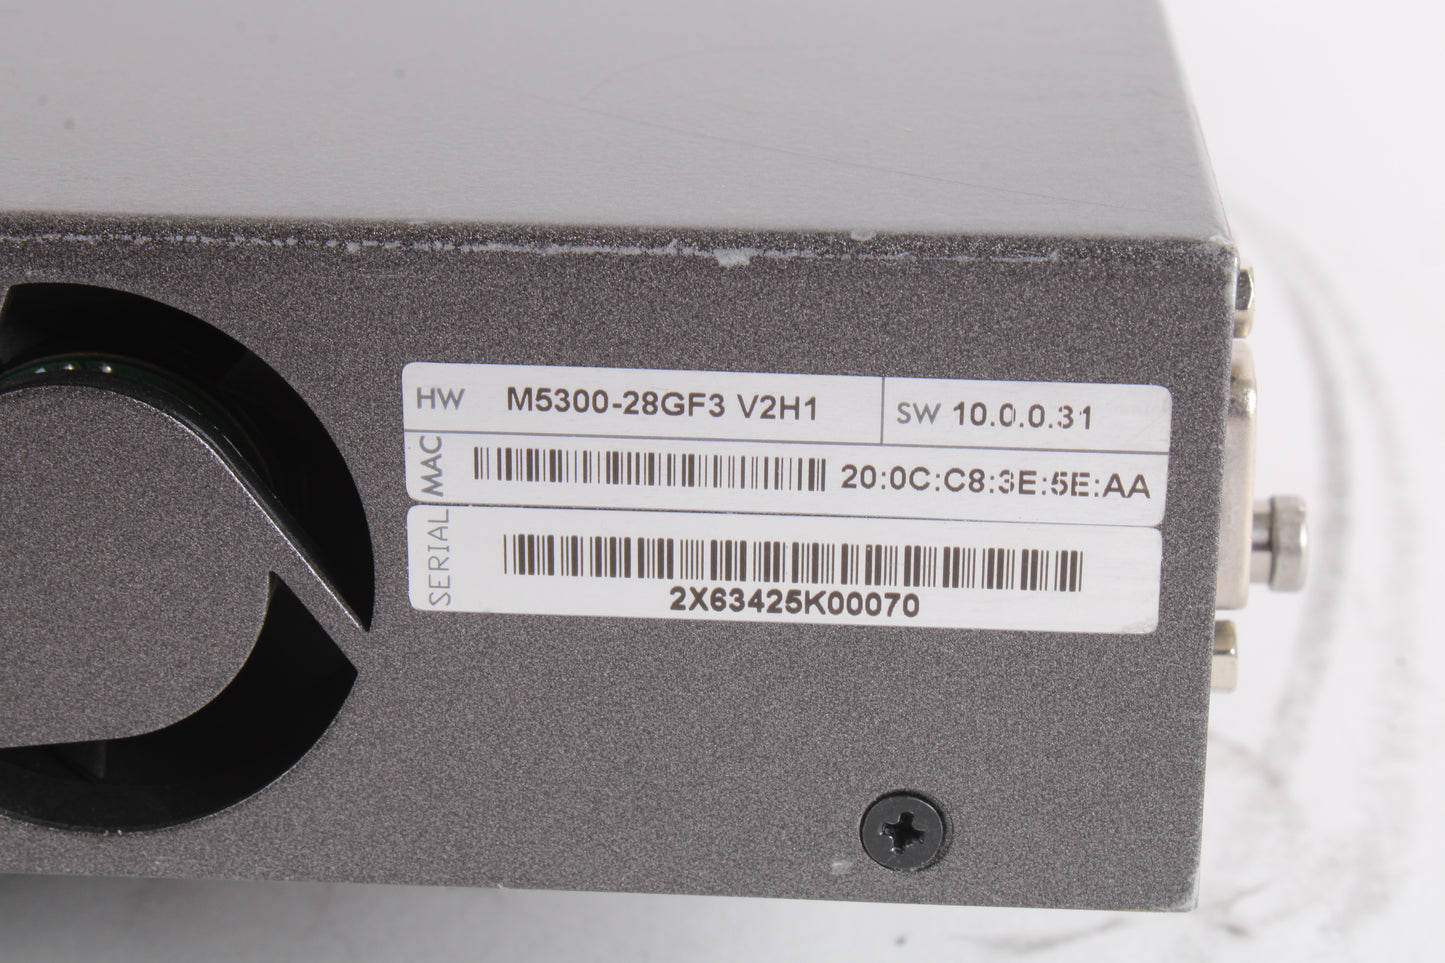 HW M5300-28GF3 V2H1 SW 10.0.0.31
MAC 20:0C:C8:3E:5E:AA
SERIAL
2X63425K00070